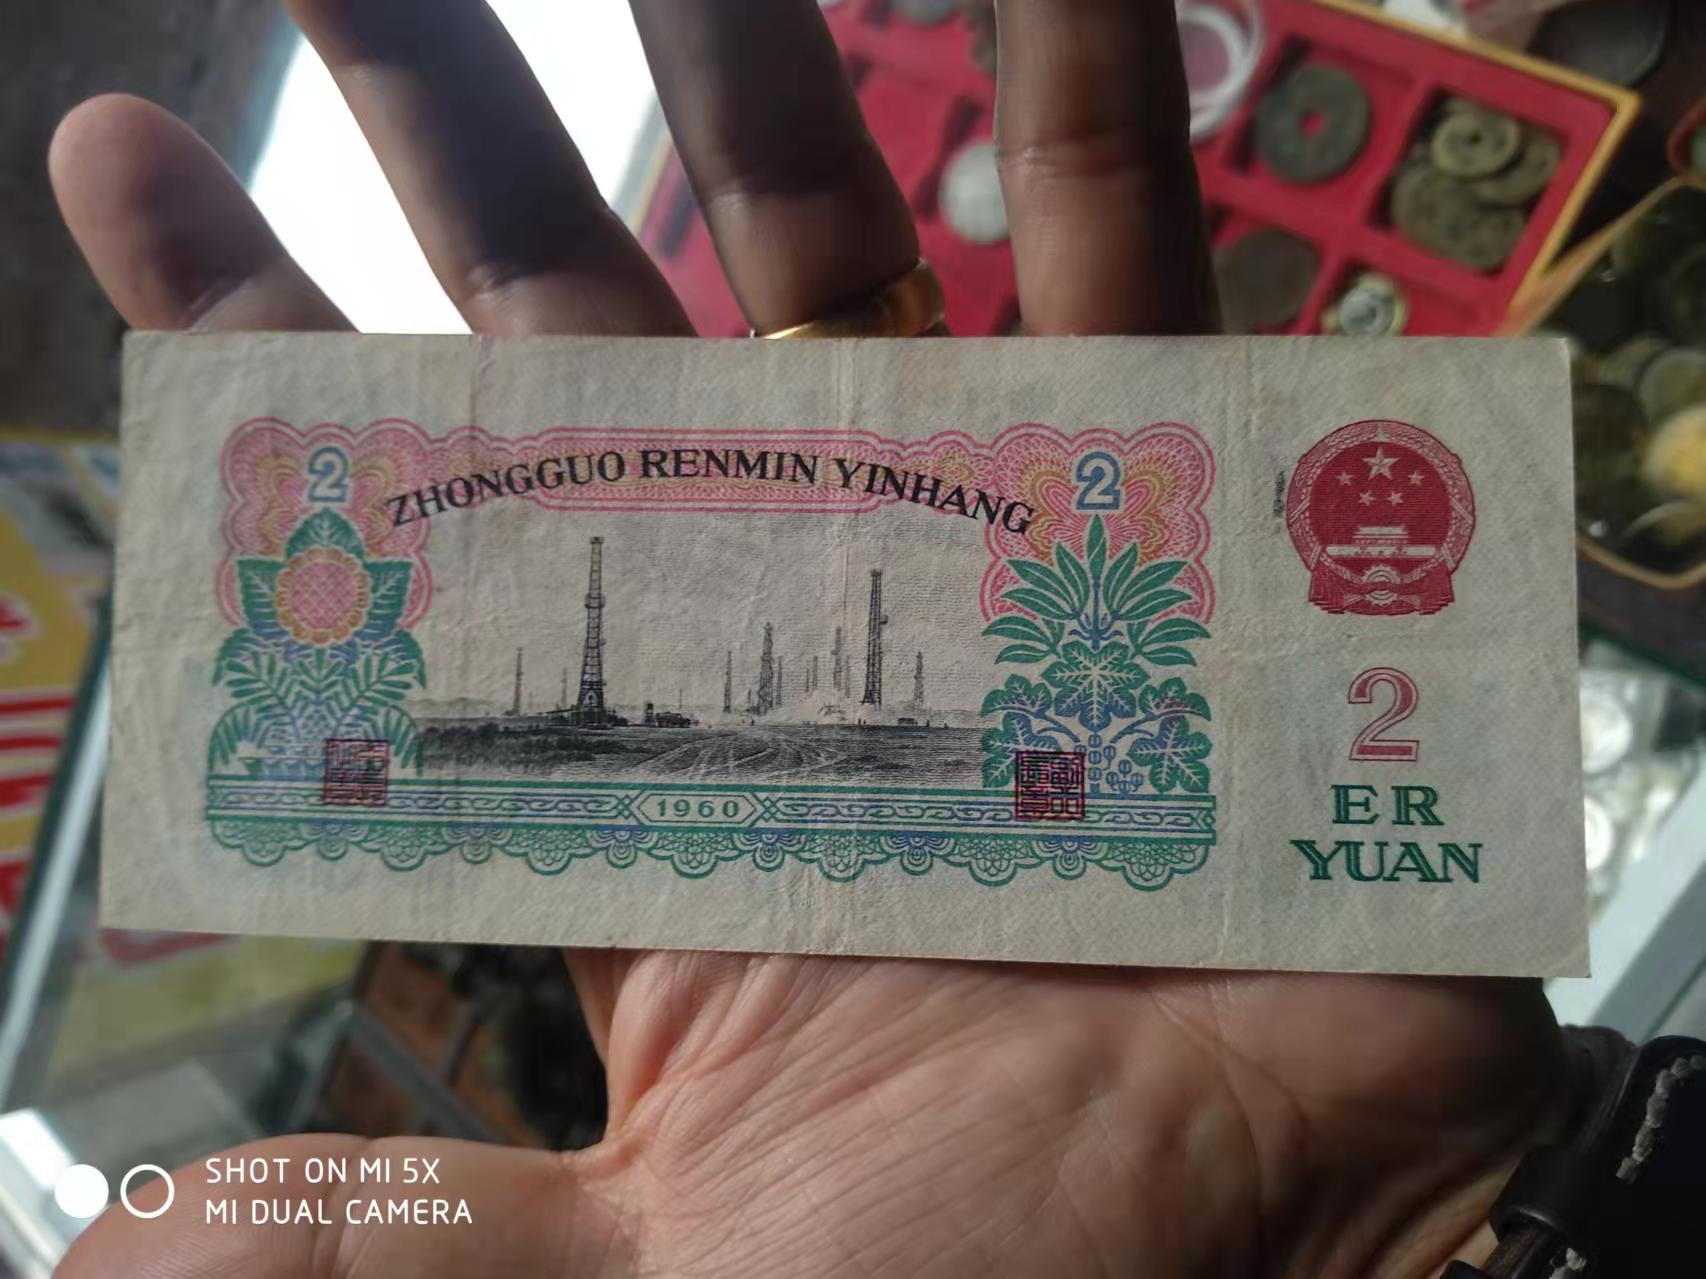 2
ZHONGGUO RENMIN YINHANG
2
1960
2
ER
YUAN
SHOT ON MI 5X
MI DUAL CAMERA